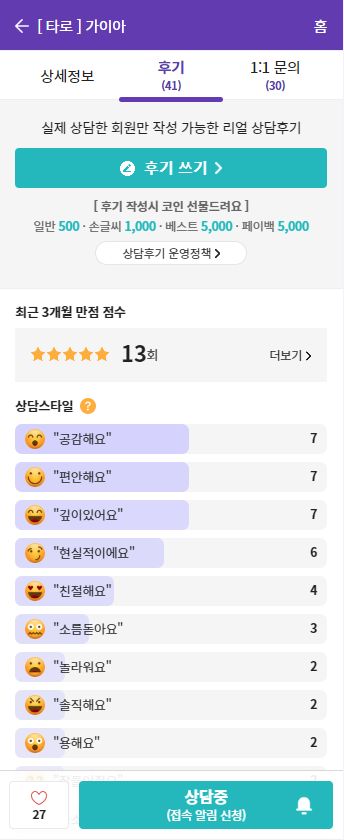 [ 타로 ] 가이아
홈
상세정보
후기
(41)
1:1 문의
(30)
실제 상담한 회원만 작성 가능한 리얼 상담후기
후기 쓰기
[ 후기 작성시 코인 선물드려요 ]
일반 500 · 손글씨 1,000 · 베스트 5,000 · 페이백 5,000
상담후기 운영정책
최근 3개월 만점 점수
13회
더보기
상담스타일 ?
"공감해요" 7
"편안해요" 7
"깊이있어요" 7
"현실적이에요" 6
"친절해요" 4
"소름돋아요" 3
"놀라워요" 2
"솔직해요" 2
"용해요" 2
27
상담중
(접속 알림 신청)